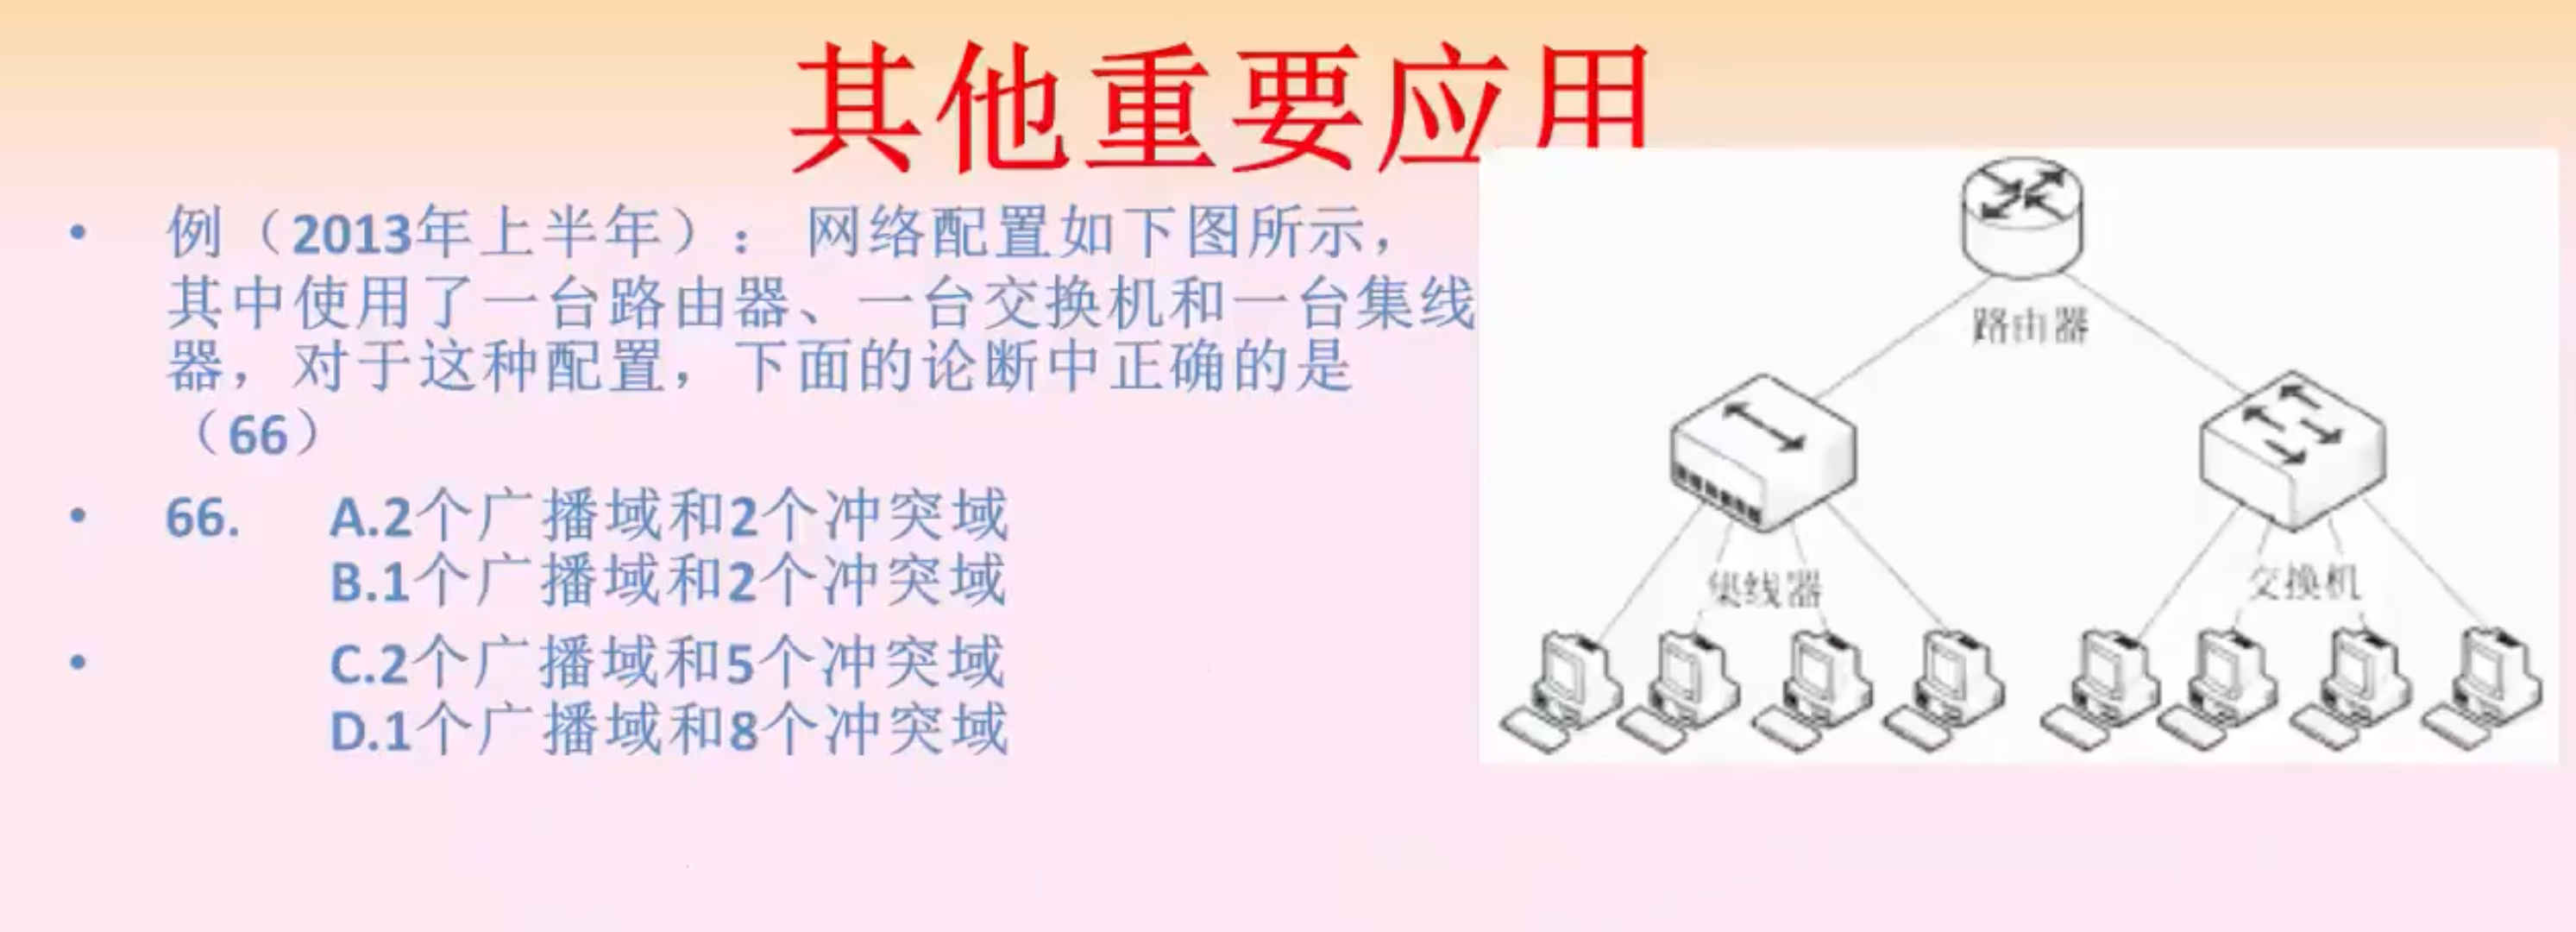 其他重要应用
• 例（2013年上半年）： 网络配置如下图所示，
其中使用了一台路由器、一台交换机和一台集线
器，对于这种配置，下面的论断中正确的是
（66）
• 66. A.2个广播域和2个冲突域
B.1个广播域和2个冲突域
• C.2个广播域和5个冲突域
D.1个广播域和8个冲突域
路由器
集线器
交换机